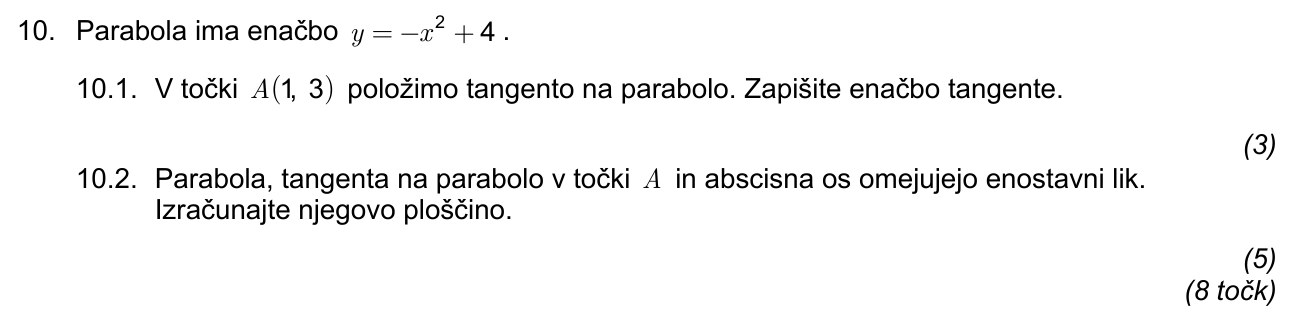 10. Parabola ima enačbo y = −x² + 4 .
10.1. V točki A(1, 3) položimo tangento na parabolo. Zapišite enačbo tangente.
(3)
10.2. Parabola, tangenta na parabolo v točki A in abscisna os omejujejo enostavni lik.
Izračunajte njegovo ploščino.
(5)
(8 točk)